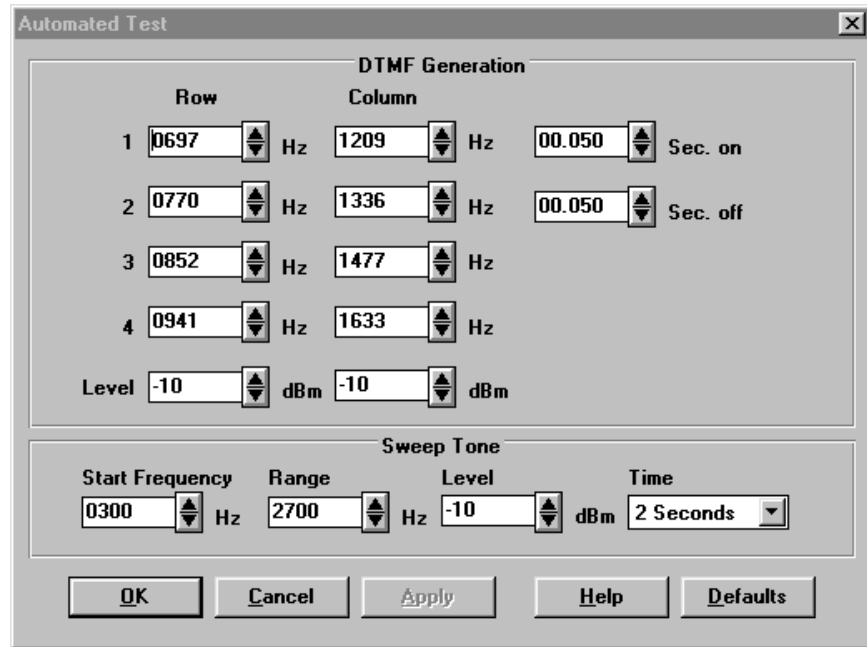 Automated Test
DTMF Generation
Row Column
1 0697 Hz 1209 Hz 00.050 Sec. on
2 0770 Hz 1336 Hz 00.050 Sec. off
3 0852 Hz 1477 Hz
4 0941 Hz 1633 Hz
Level -10 dBm -10 dBm
Sweep Tone
Start Frequency Range Level Time
0300 Hz 2700 Hz -10 dBm 2 Seconds
OK Cancel Apply Help Defaults